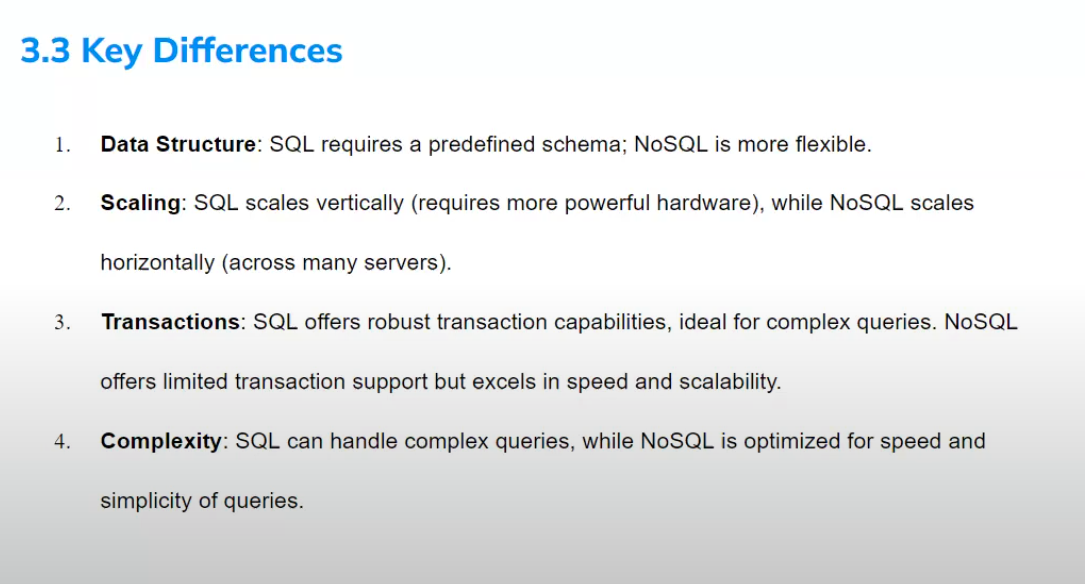 3.3 Key Differences
1. Data Structure: SQL requires a predefined schema; NoSQL is more flexible.
2. Scaling: SQL scales vertically (requires more powerful hardware), while NoSQL scales
horizontally (across many servers).
3. Transactions: SQL offers robust transaction capabilities, ideal for complex queries. NoSQL
offers limited transaction support but excels in speed and scalability.
4. Complexity: SQL can handle complex queries, while NoSQL is optimized for speed and
simplicity of queries.